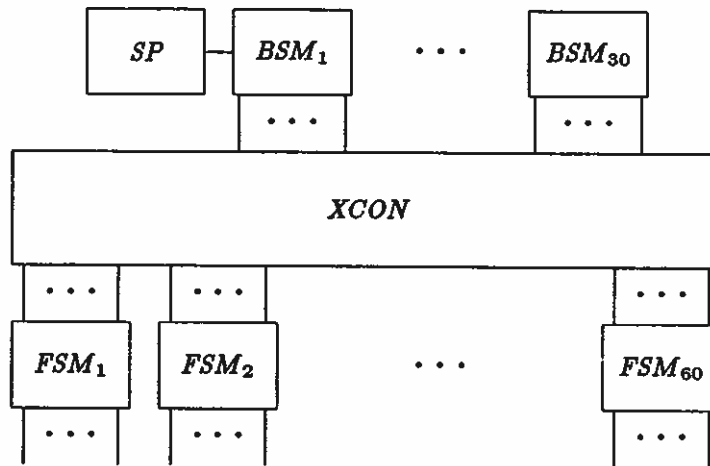 SP BSM₁ . . . BSM₃₀
. . . . . .
XCON
. . . . . . . . .
FSM₁ FSM₂ . . . FSM₆₀
. . . . . . . . .